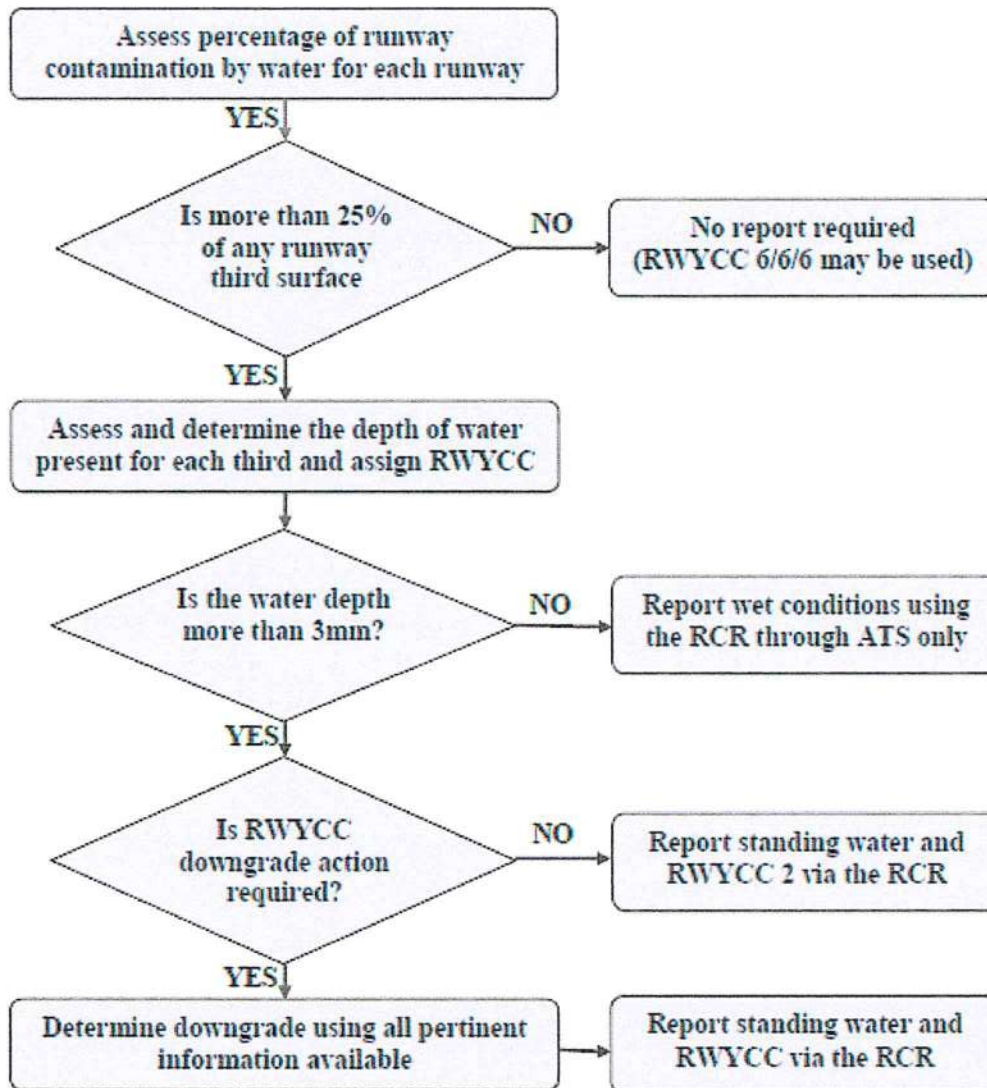 Assess percentage of runway
contamination by water for each runway
YES
Is more than 25%
of any runway
third surface
NO
No report required
(RWYCC 6/6/6 may be used)
YES
Assess and determine the depth of water
present for each third and assign RWYCC
Is the water depth
more than 3mm?
NO
Report wet conditions using
the RCR through ATS only
YES
Is RWYCC
downgrade action
required?
NO
Report standing water and
RWYCC 2 via the RCR
YES
Determine downgrade using all pertinent
information available
Report standing water and
RWYCC via the RCR